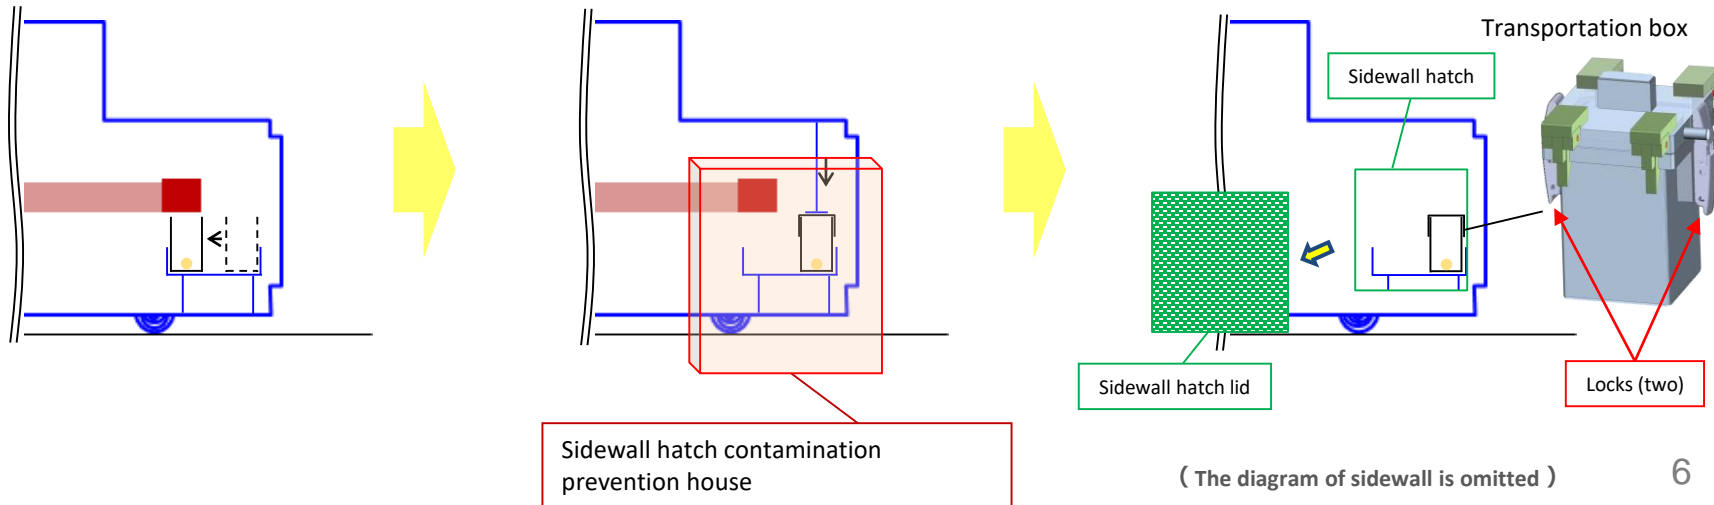 Transportation box
Sidewall hatch
Sidewall hatch lid
Locks (two)
Sidewall hatch contamination
prevention house
( The diagram of sidewall is omitted )
6